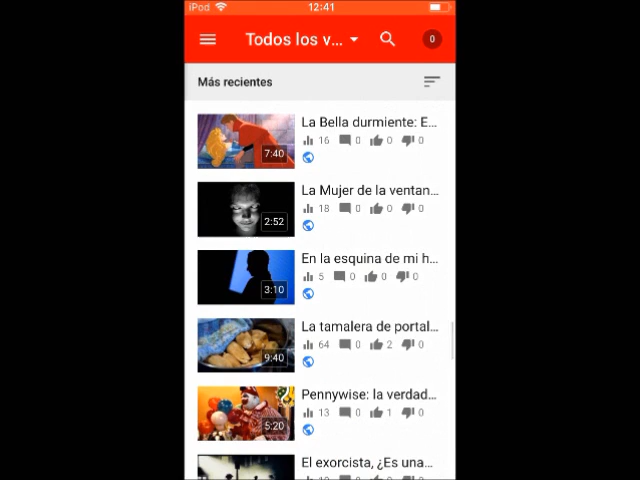 iPod 12:41
Todos los v... 0
Más recientes
La Bella durmiente: E...
16 0 0 0
7:40
La Mujer de la ventan...
18 0 0 0
2:52
En la esquina de mi h...
5 0 0 0
3:10
La tamalera de portal...
64 0 2 0
9:40
Pennywise: la verdad...
13 0 1 0
5:20
El exorcista, ¿Es una...